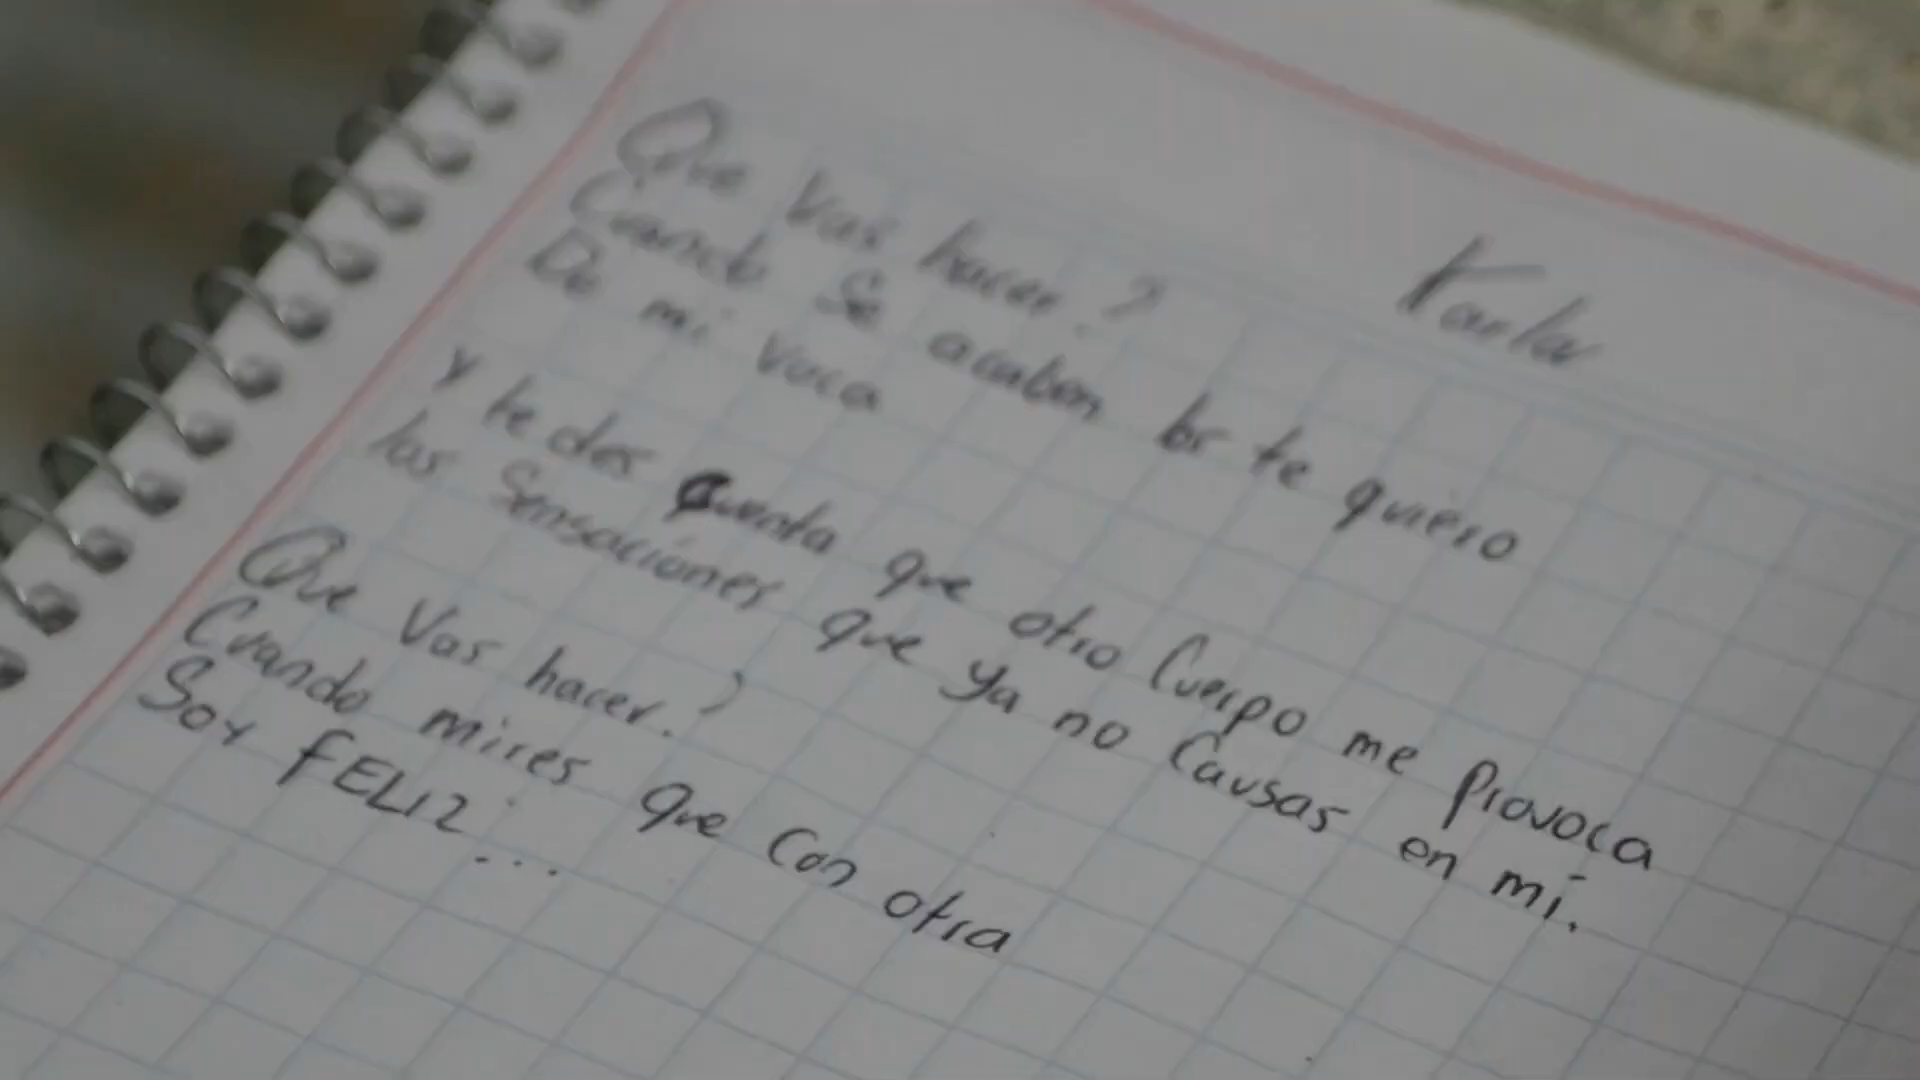 Karla
Que Vas hacer.?
Cuando Se acaben los te quiero
De mi voca
y te des cuenta que otro Cuerpo me Provoca
las Sensaciónes que ya no Causas en mí.
Que Vas hacer.?
Cuando mires que Con otra
Soy FELIZ...